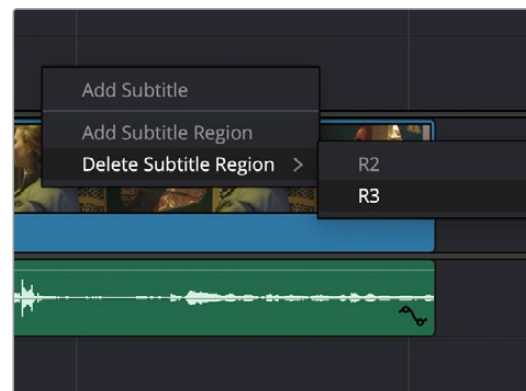 Add Subtitle
Add Subtitle Region
Delete Subtitle Region >
R2
R3